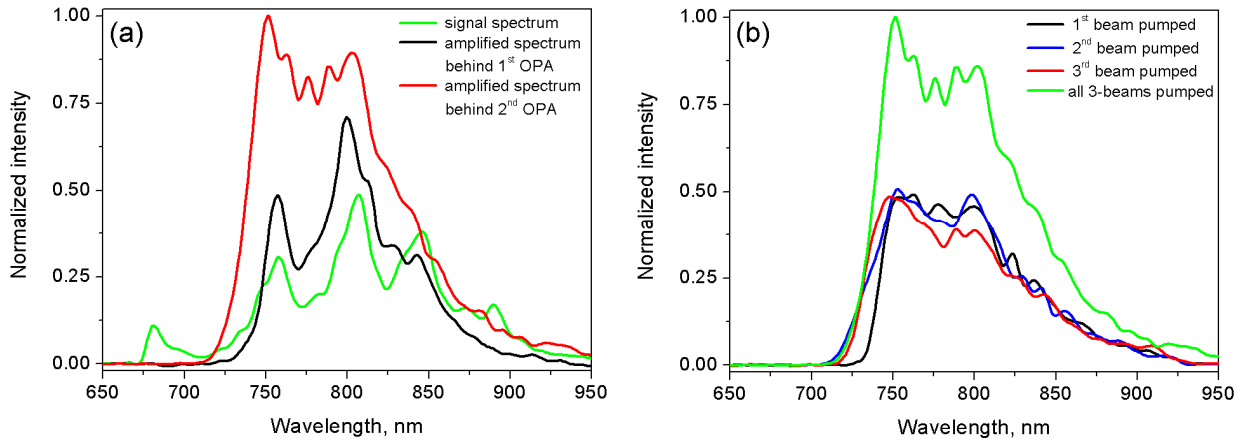 (a)
signal spectrum
amplified spectrum
behind 1st OPA
amplified spectrum
behind 2nd OPA
1.00
0.75
0.50
0.25
0.00
Normalized intensity
650 700 750 800 850 900 950
Wavelength, nm
(b)
1st beam pumped
2nd beam pumped
3rd beam pumped
all 3-beams pumped
1.00
0.75
0.50
0.25
0.00
Normalized intensity
650 700 750 800 850 900 950
Wavelength, nm